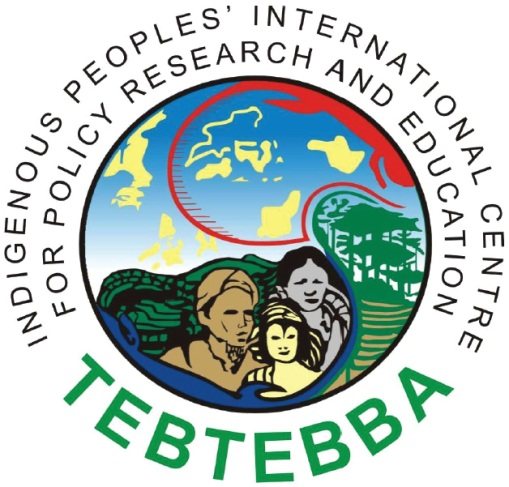 INDIGENOUS PEOPLES' INTERNATIONAL CENTRE
FOR POLICY RESEARCH AND EDUCATION
TEBTEBBA